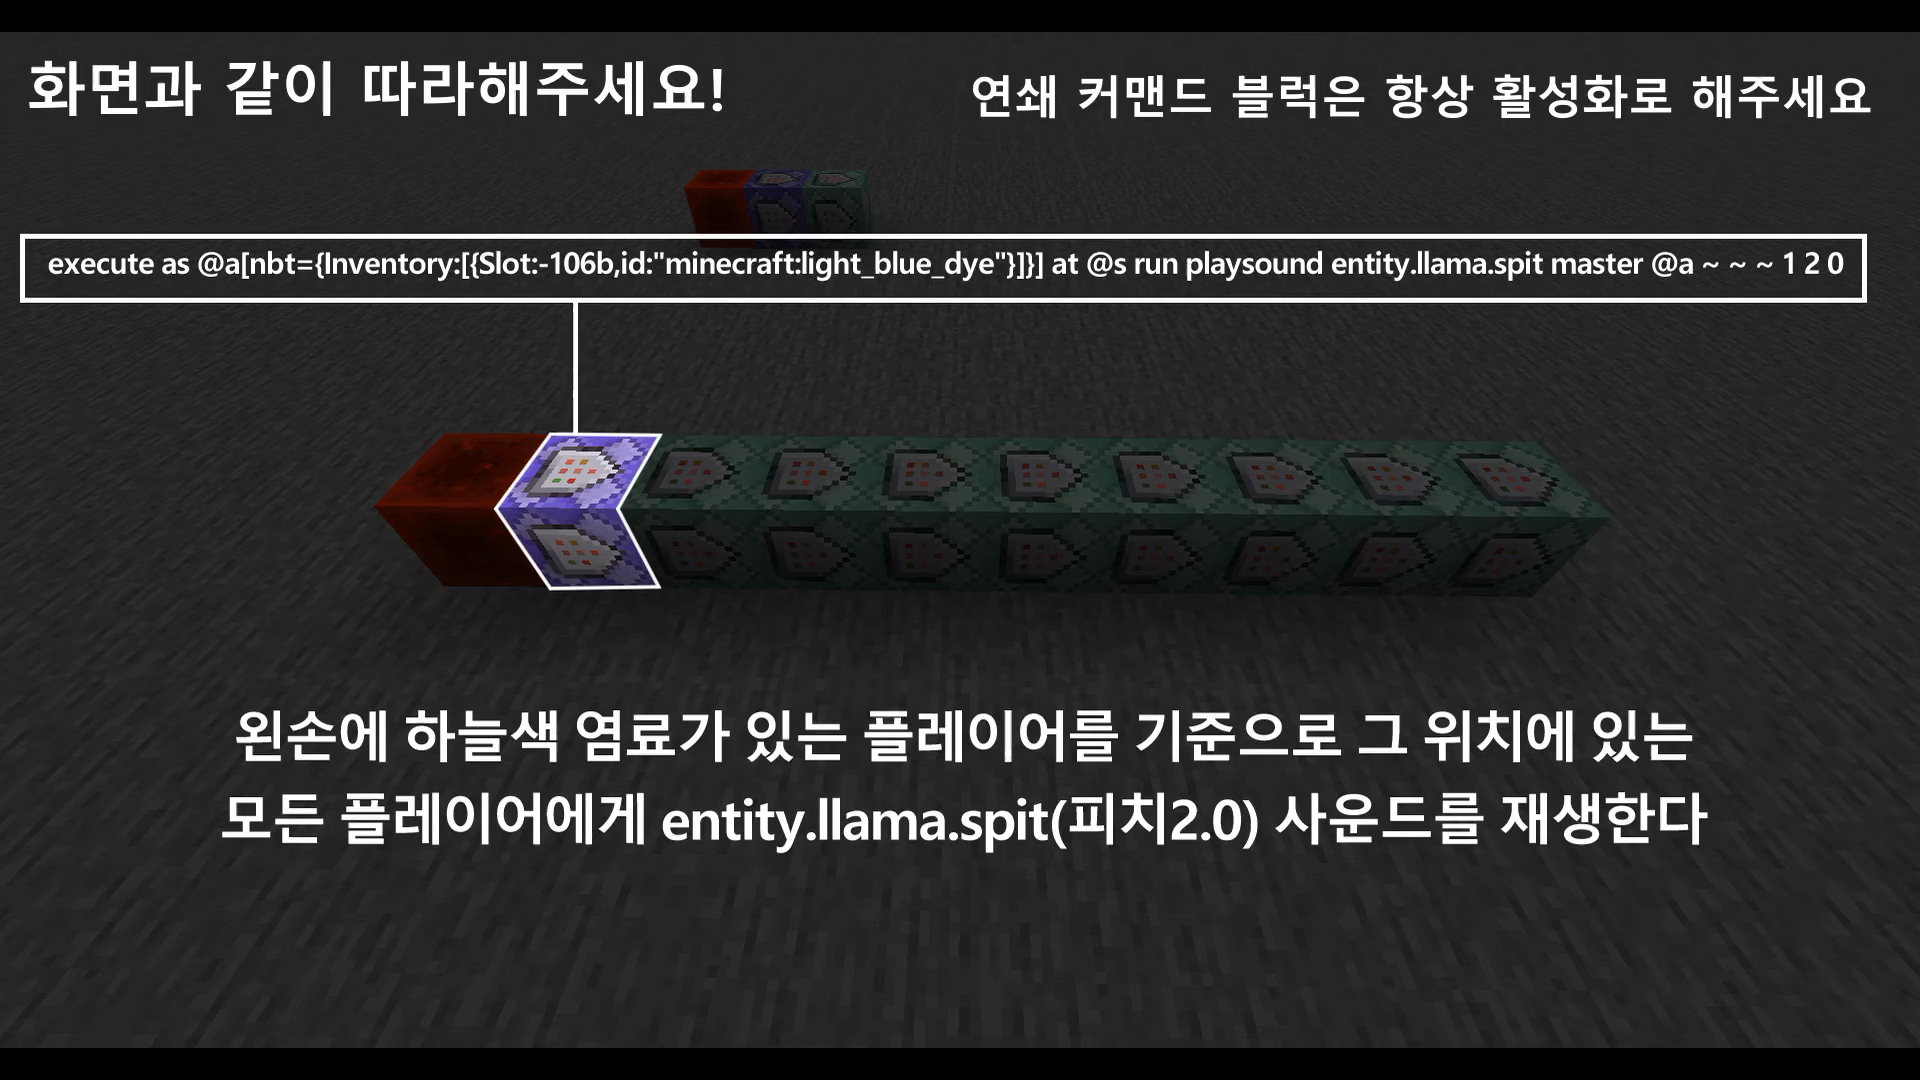 화면과 같이 따라해주세요!
연쇄 커맨드 블럭은 항상 활성화로 해주세요
execute as @a[nbt={Inventory:[{Slot:-106b,id:"minecraft:light_blue_dye"}]}] at @s run playsound entity.llama.spit master @a ~ ~ ~ 1 2 0
왼손에 하늘색 염료가 있는 플레이어를 기준으로 그 위치에 있는
모든 플레이어에게 entity.llama.spit(피치2.0) 사운드를 재생한다